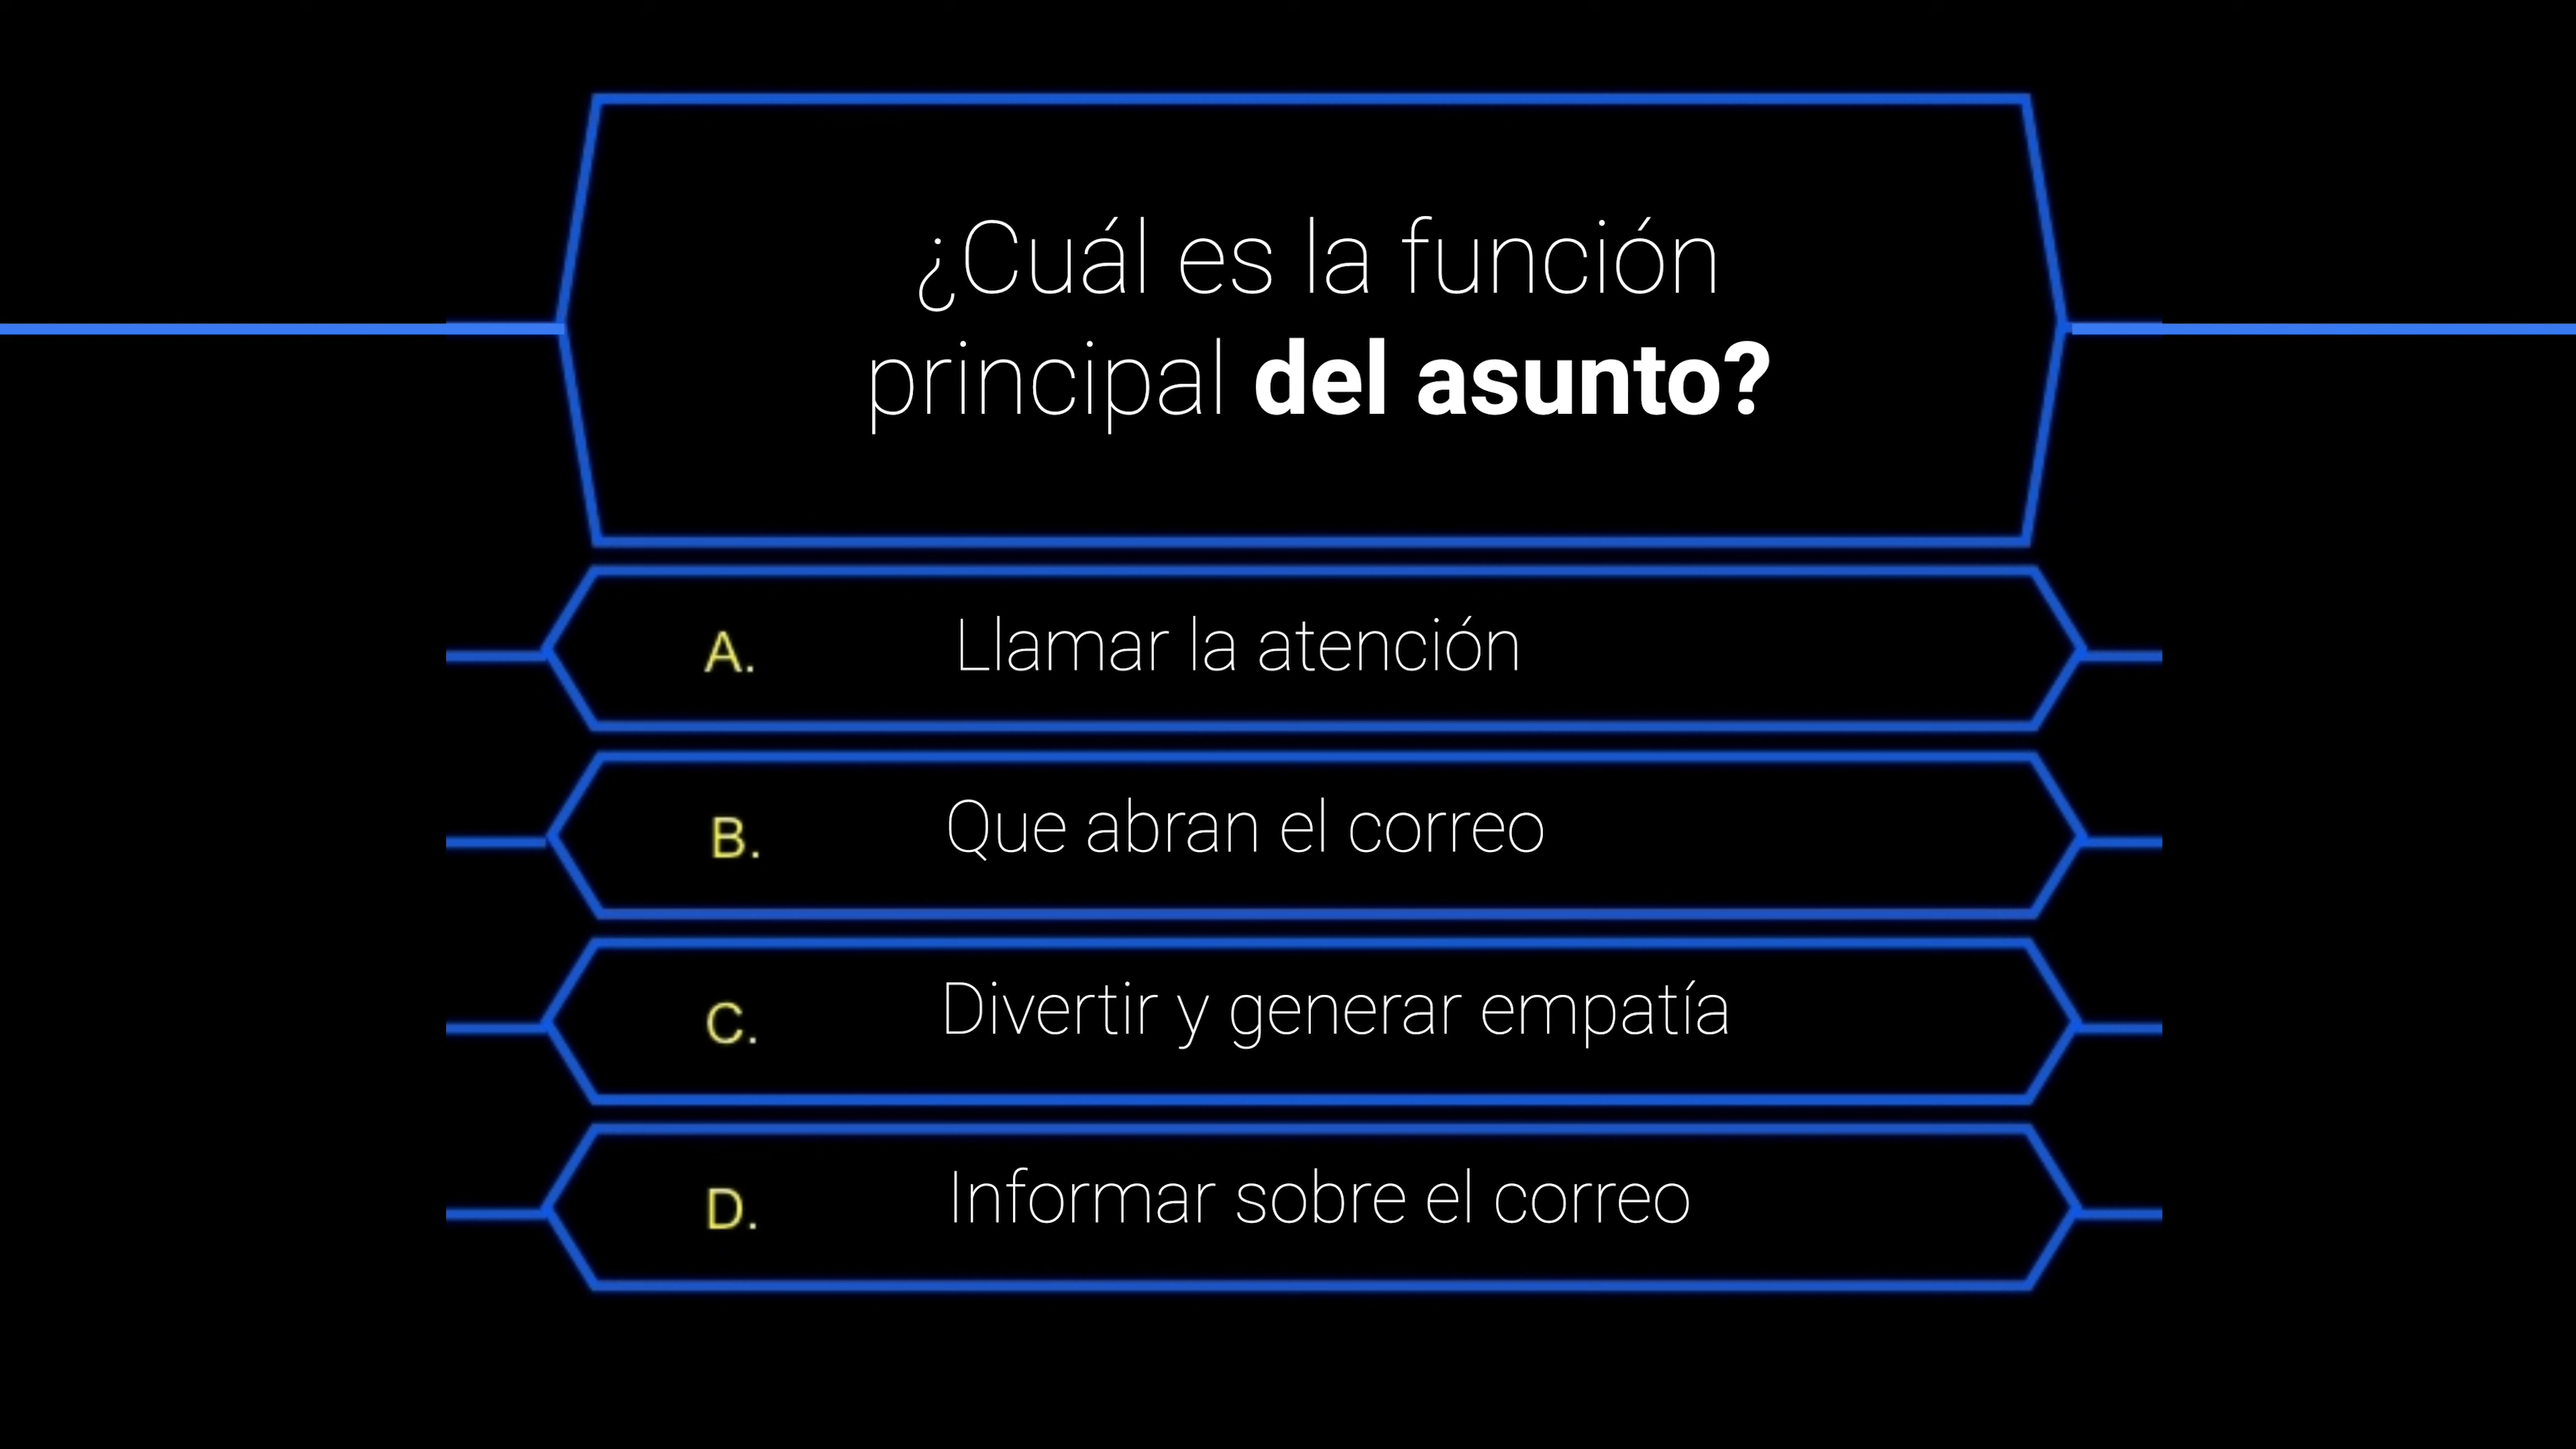 ¿Cuál es la función
principal del asunto?
A. Llamar la atención
B. Que abran el correo
C. Divertir y generar empatía
D. Informar sobre el correo